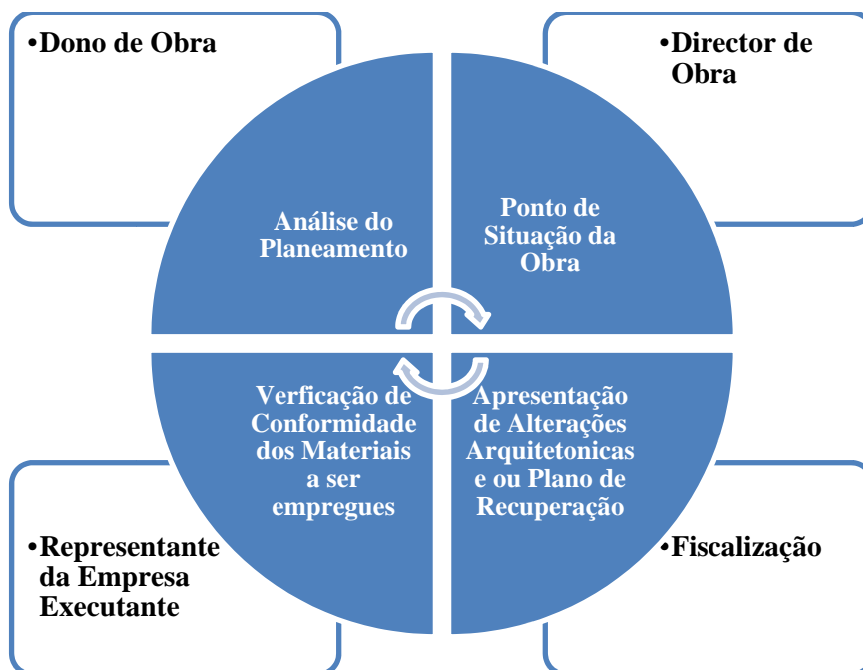 •Dono de Obra
•Director de
Obra
Análise do
Planeamento
Ponto de
Situação da
Obra
Verficação de
Conformidade
dos Materiais
a ser
empregues
Apresentação
de Alterações
Arquitetonicas
e ou Plano de
Recuperação
•Representante
da Empresa
Executante
•Fiscalização